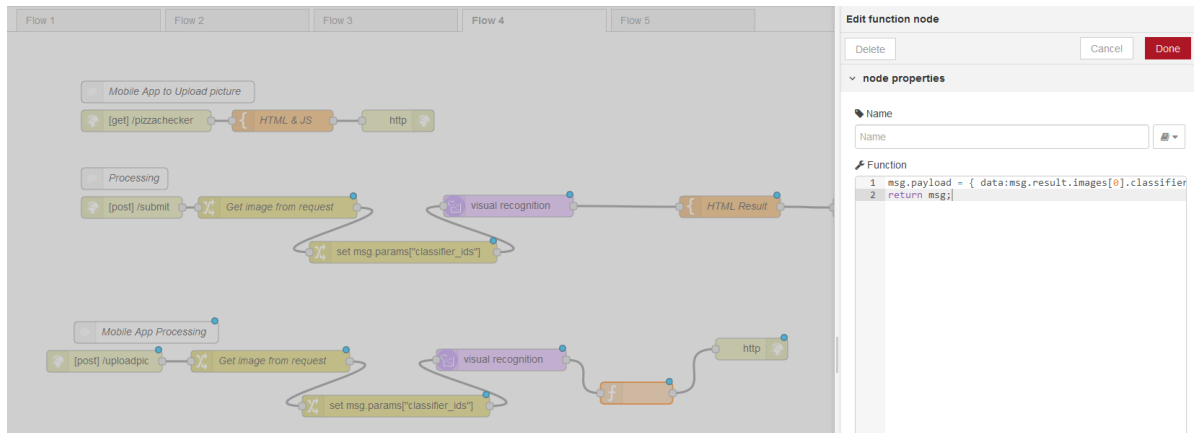 Flow 1
Flow 2
Flow 3
Flow 4
Flow 5
Mobile App to Upload picture
[get] /pizzachecker
HTML & JS
http
Processing
[post] /submit
Get image from request
visual recognition
HTML Result
set msg.params["classifier_ids"]
Mobile App Processing
[post] /uploadpic
Get image from request
visual recognition
http
set msg.params["classifier_ids"]
Edit function node
Delete
Cancel
Done
node properties
Name
Name
Function
1 msg.payload = { data:msg.result.images[0].classifier
2 return msg;